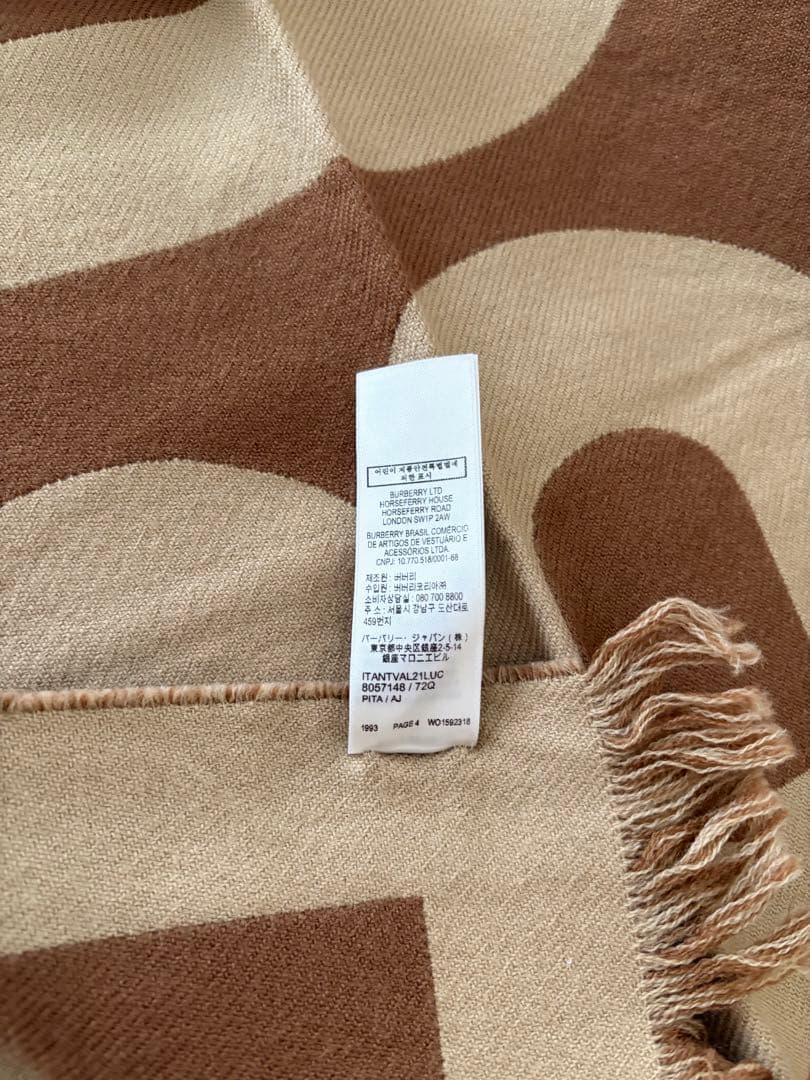 어린이 제품안전특별법에
의한 표시
BURBERRY LTD
HORSEFERRY HOUSE
HORSEFERRY ROAD
LONDON SW1P 2AW
BURBERRY BRASIL COMÉRCIO
DE ARTIGOS DE VESTUÁRIO E
ACESSÓRIOS LTDA.
CNPJ: 10.770.518/0001-68
제조원 : 버버리
수입원 : 버버리코리아㈜
소비자상담실 : 080 700 8800
주 소 : 서울시 강남구 도산대로
459번지
バーバリー・ジャパン(株)
東京都中央区銀座2-5-14
銀座マロニエビル
ITANTVAL21LUC
8057148 / 72Q
PITA / AJ
1993 PAGE 4 WO1592318